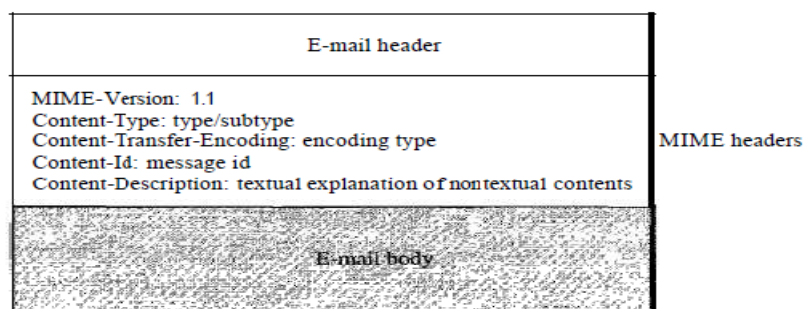 E-mail header
MIME-Version: 1.1
Content-Type: type/subtype
Content-Transfer-Encoding: encoding type
Content-Id: message id
Content-Description: textual explanation of nontextual contents
MIME headers
E-mail body